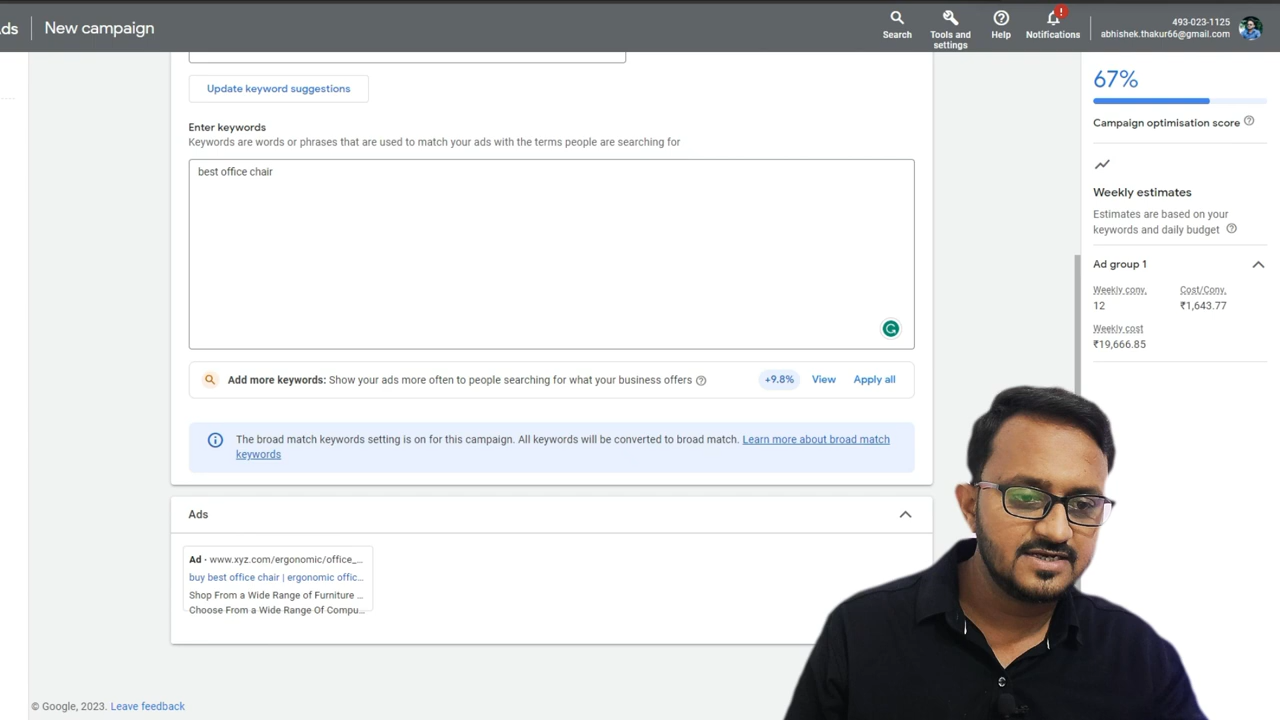 ds
New campaign
Search
Tools and
settings
Help
!
Notifications
493-023-1125
abhishek.thakur66@gmail.com
Update keyword suggestions
Enter keywords
Keywords are words or phrases that are used to match your ads with the terms people are searching for
best office chair
Add more keywords: Show your ads more often to people searching for what your business offers
+9.8%
View
Apply all
The broad match keywords setting is on for this campaign. All keywords will be converted to broad match. Learn more about broad match
keywords
Ads
Ad · www.xyz.com/ergonomic/office_...
buy best office chair | ergonomic offic...
Shop From a Wide Range of Furniture ...
Choose From a Wide Range Of Compu...
© Google, 2023. Leave feedback
67%
Campaign optimisation score
Weekly estimates
Estimates are based on your
keywords and daily budget
Ad group 1
Weekly conv.
Cost/Conv.
12
₹1,643.77
Weekly cost
₹19,666.85